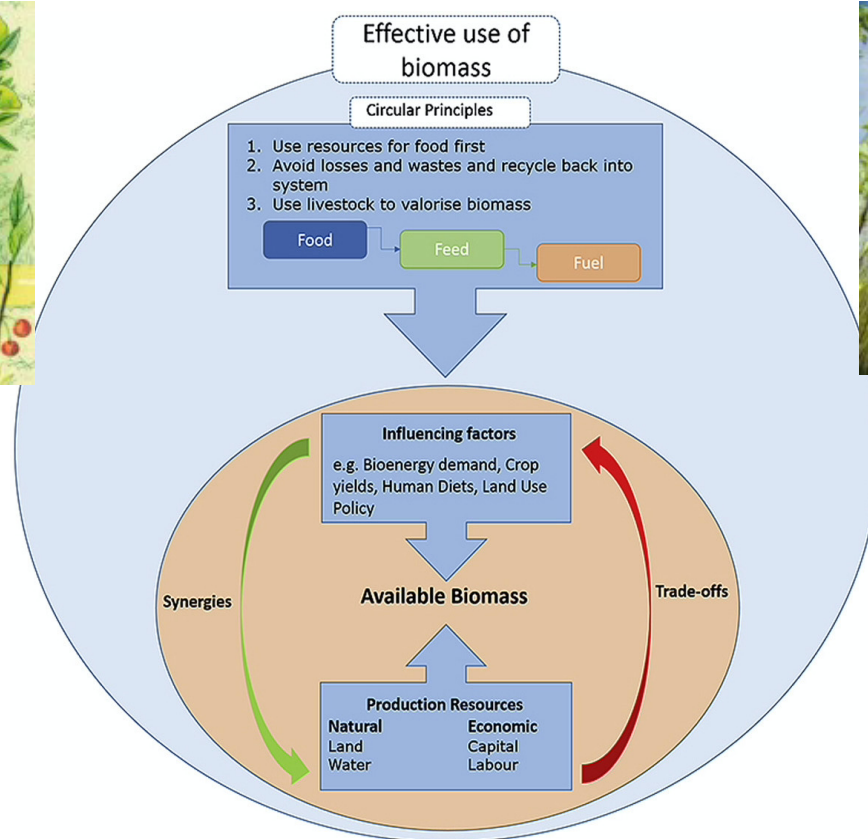 Effective use of
biomass
Circular Principles
1. Use resources for food first
2. Avoid losses and wastes and recycle back into
system
3. Use livestock to valorise biomass
Food
Feed
Fuel
Influencing factors
e.g. Bioenergy demand, Crop
yields, Human Diets, Land Use
Policy
Synergies
Available Biomass
Trade-offs
Production Resources
Natural Economic
Land Capital
Water Labour